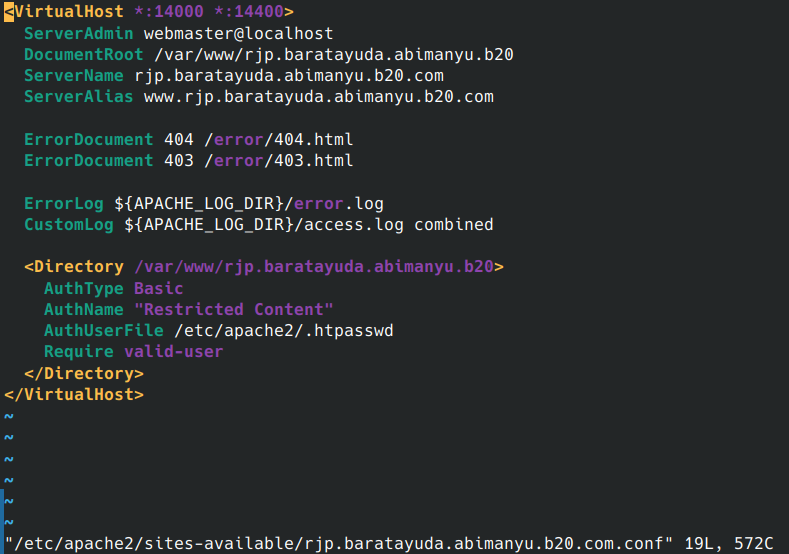 <VirtualHost *:14000 *:14400>
ServerAdmin webmaster@localhost
DocumentRoot /var/www/rjp.baratayuda.abimanyu.b20
ServerName rjp.baratayuda.abimanyu.b20.com
ServerAlias www.rjp.baratayuda.abimanyu.b20.com
ErrorDocument 404 /error/404.html
ErrorDocument 403 /error/403.html
ErrorLog ${APACHE_LOG_DIR}/error.log
CustomLog ${APACHE_LOG_DIR}/access.log combined
<Directory /var/www/rjp.baratayuda.abimanyu.b20>
AuthType Basic
AuthName "Restricted Content"
AuthUserFile /etc/apache2/.htpasswd
Require valid-user
</Directory>
</VirtualHost>
~
~
~
~
~
~
"/etc/apache2/sites-available/rjp.baratayuda.abimanyu.b20.com.conf" 19L, 572C